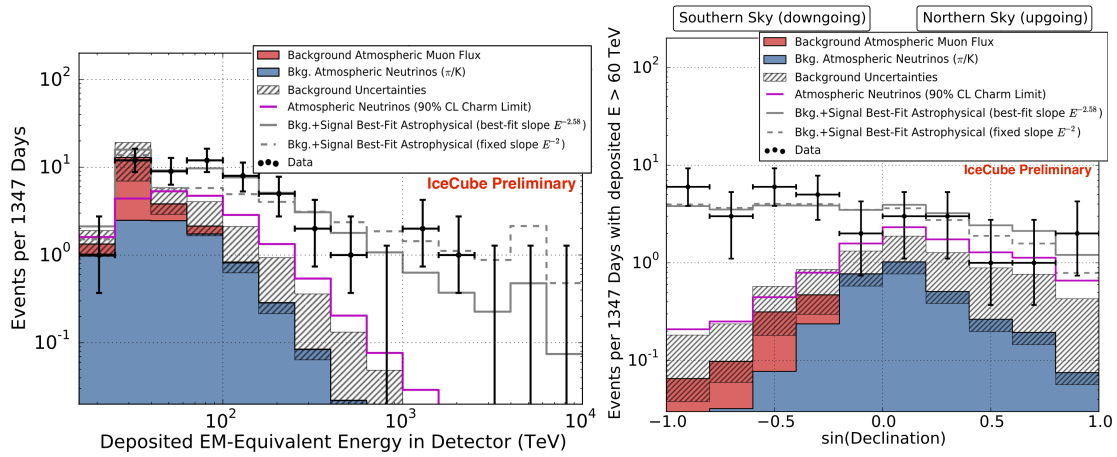 Background Atmospheric Muon Flux
Bkg. Atmospheric Neutrinos (π/K)
Background Uncertainties
Atmospheric Neutrinos (90% CL Charm Limit)
Bkg.+Signal Best-Fit Astrophysical (best-fit slope E^-2.58)
Bkg.+Signal Best-Fit Astrophysical (fixed slope E^-2)
Data
IceCube Preliminary
Events per 1347 Days
10^2
10^1
10^0
10^-1
10^2
10^3
10^4
Deposited EM-Equivalent Energy in Detector (TeV)
Southern Sky (downgoing)
Northern Sky (upgoing)
Background Atmospheric Muon Flux
Bkg. Atmospheric Neutrinos (π/K)
Background Uncertainties
Atmospheric Neutrinos (90% CL Charm Limit)
Bkg.+Signal Best-Fit Astrophysical (best-fit slope E^-2.58)
Bkg.+Signal Best-Fit Astrophysical (fixed slope E^-2)
Data
IceCube Preliminary
Events per 1347 Days with deposited E > 60 TeV
10^2
10^1
10^0
10^-1
−1.0
−0.5
0.0
0.5
1.0
sin(Declination)